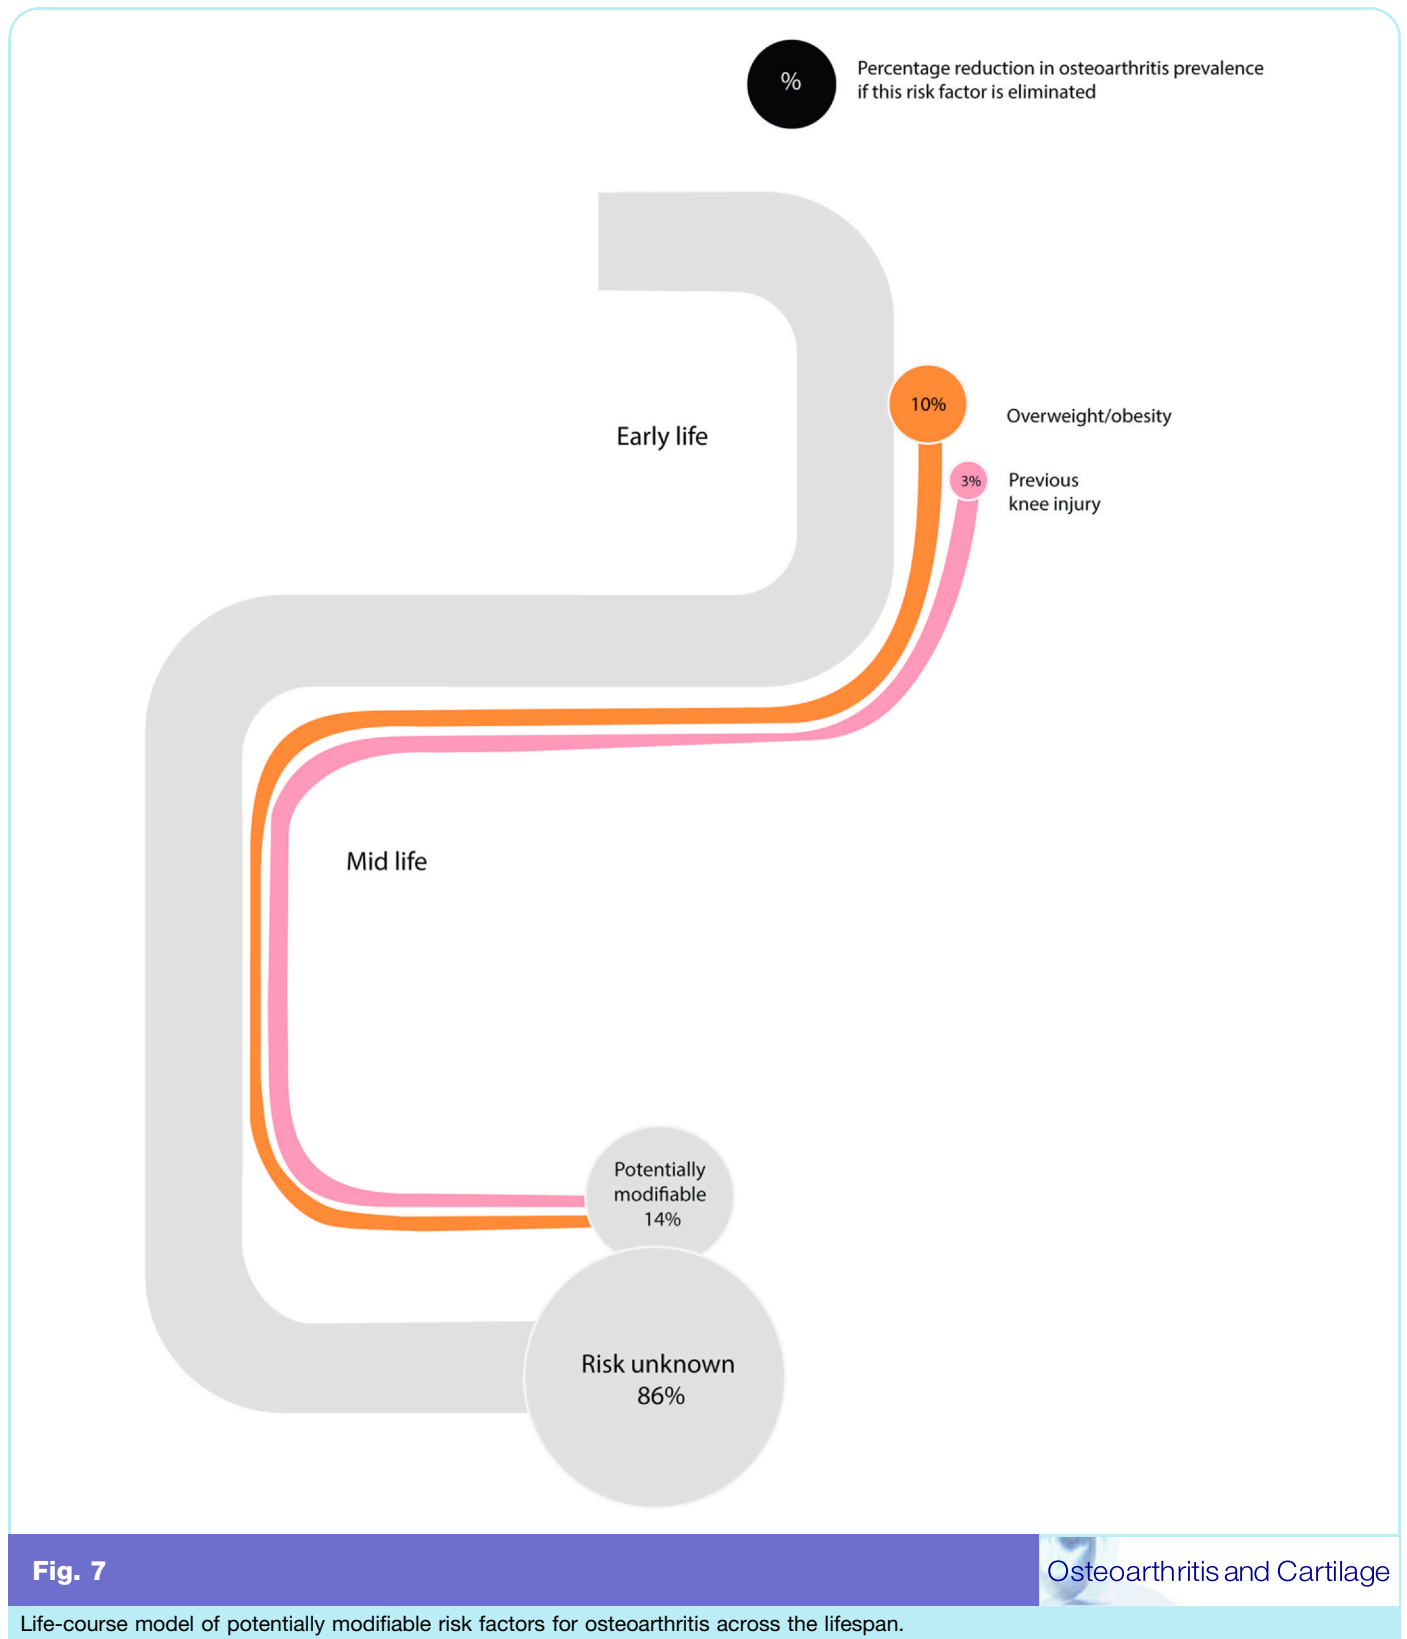 %
Percentage reduction in osteoarthritis prevalence
if this risk factor is eliminated
10%
Overweight/obesity
Early life
3%
Previous
knee injury
Mid life
Potentially
modifiable
14%
Risk unknown
86%
Fig. 7
Osteoarthritis and Cartilage
Life-course model of potentially modifiable risk factors for osteoarthritis across the lifespan.